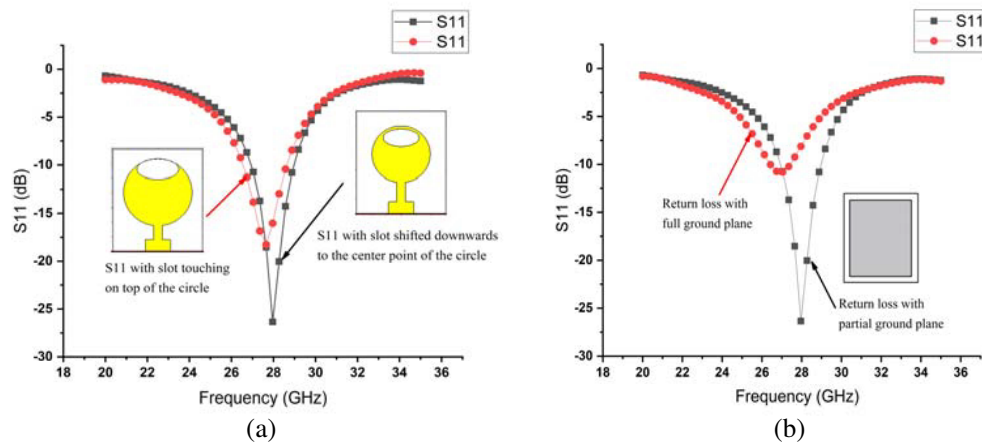 S11
S11
0
-5
-10
-15
-20
-25
-30
S11 (dB)
S11 with slot touching
on top of the circle
S11 with slot shifted downwards
to the center point of the circle
18 20 22 24 26 28 30 32 34 36
Frequency (GHz)
(a)
S11
S11
0
-5
-10
-15
-20
-25
-30
S11 (dB)
Return loss with
full ground plane
Return loss with
partial ground plane
18 20 22 24 26 28 30 32 34 36
Frequency (GHz)
(b)